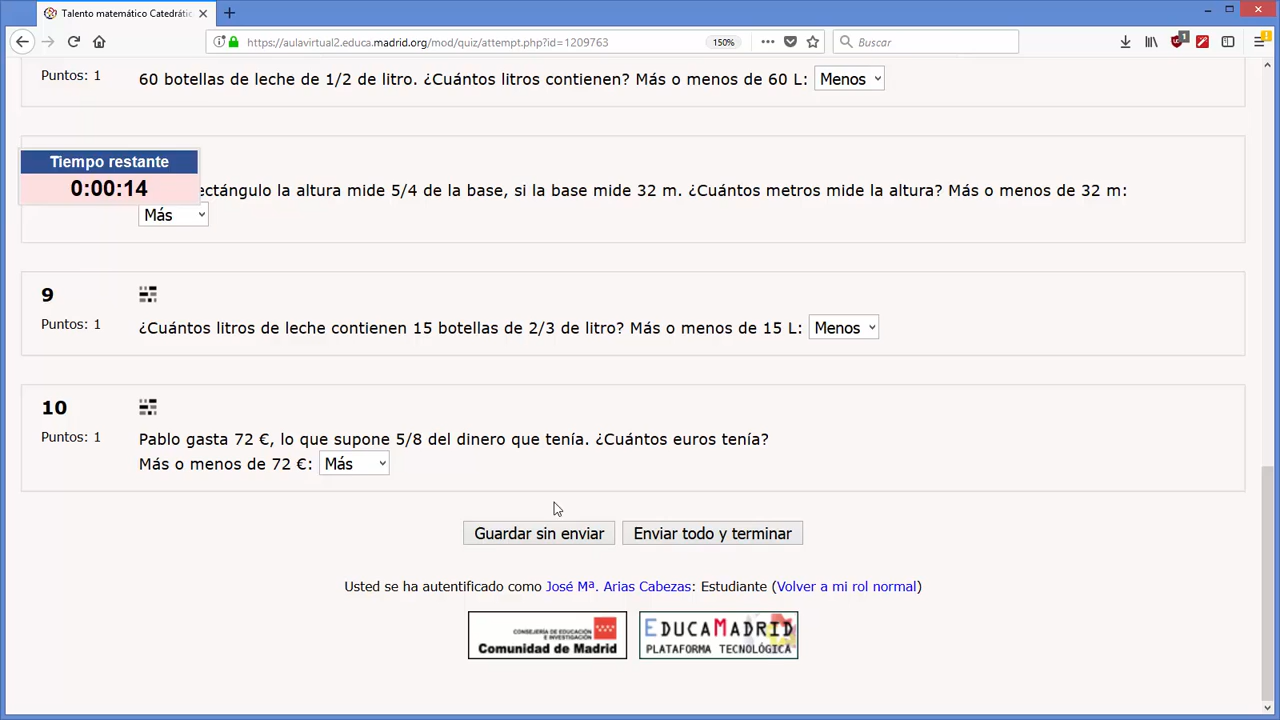 Talento matemático Catedrátic
https://aulavirtual2.educa.madrid.org/mod/quiz/attempt.php?id=1209763
150%
Buscar
1
Puntos: 1
60 botellas de leche de 1/2 de litro. ¿Cuántos litros contienen? Más o menos de 60 L: Menos
Tiempo restante
0:00:14
ectángulo la altura mide 5/4 de la base, si la base mide 32 m. ¿Cuántos metros mide la altura? Más o menos de 32 m:
Más
9
Puntos: 1
¿Cuántos litros de leche contienen 15 botellas de 2/3 de litro? Más o menos de 15 L: Menos
10
Puntos: 1
Pablo gasta 72 €, lo que supone 5/8 del dinero que tenía. ¿Cuántos euros tenía?
Más o menos de 72 €: Más
Guardar sin enviar
Enviar todo y terminar
Usted se ha autentificado como José Mª. Arias Cabezas: Estudiante (Volver a mi rol normal)
CONSEJERÍA DE EDUCACIÓN
E INVESTIGACIÓN
Comunidad de Madrid
EDUCAMADRID
PLATAFORMA TECNOLÓGICA